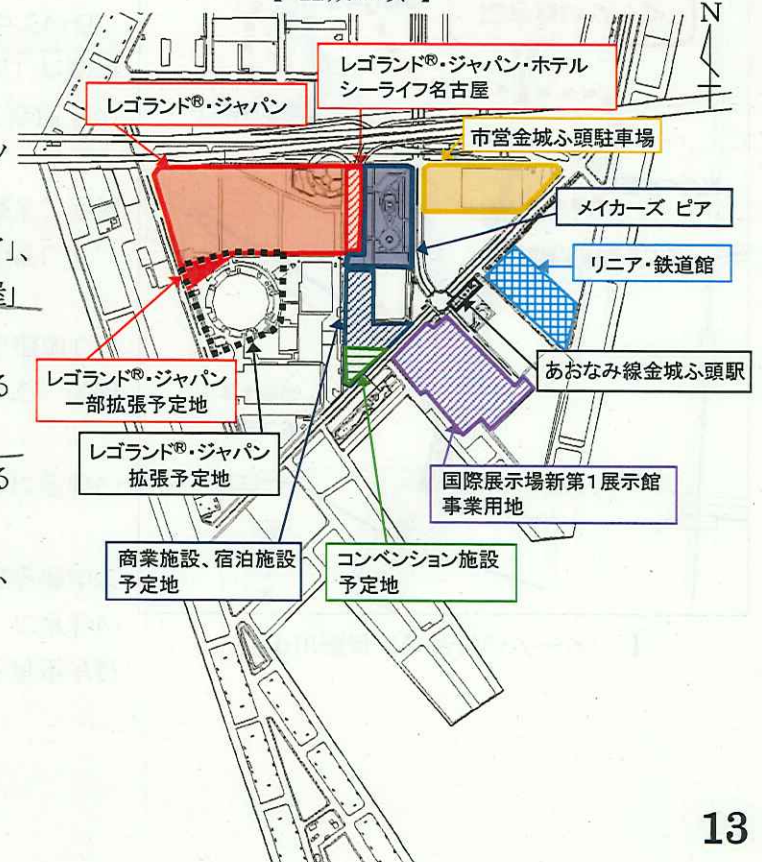 N
レゴランド®・ジャパン・ホテル
シーライフ名古屋
レゴランド®・ジャパン
市営金城ふ頭駐車場
メイカーズ ピア
」、
リニア・鉄道館
」
あおなみ線金城ふ頭駅
レゴランド®・ジャパン
一部拡張予定地
る
レゴランド®・ジャパン
拡張予定地
る
国際展示場新第1展示館
事業用地
商業施設、宿泊施設
予定地
コンベンション施設
予定地
13